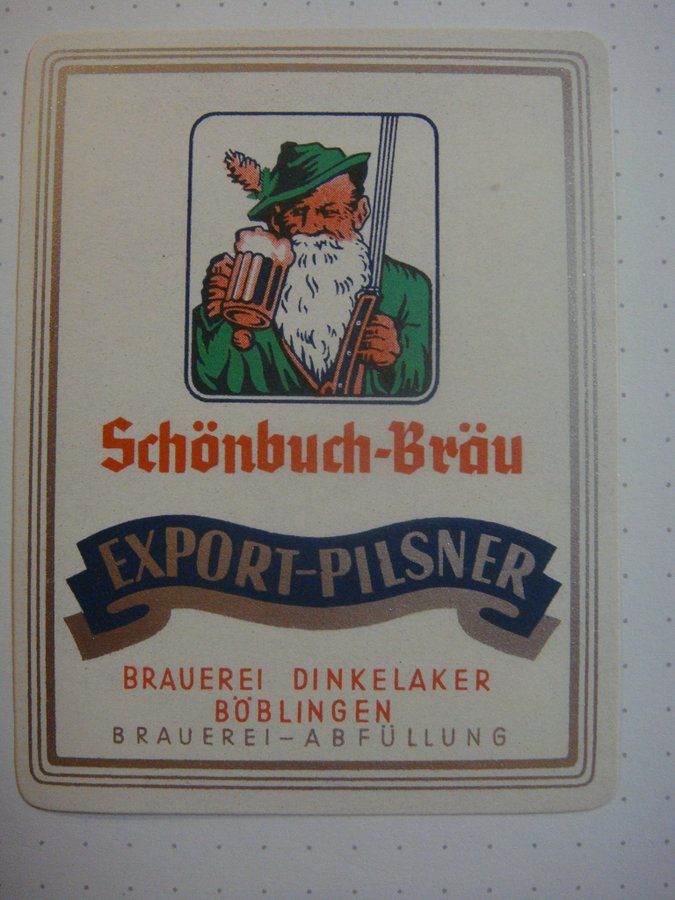 Schönbuch-Bräu
EXPORT-PILSNER
BRAUEREI DINKELAKER
BÖBLINGEN
BRAUEREI-ABFÜLLUNG